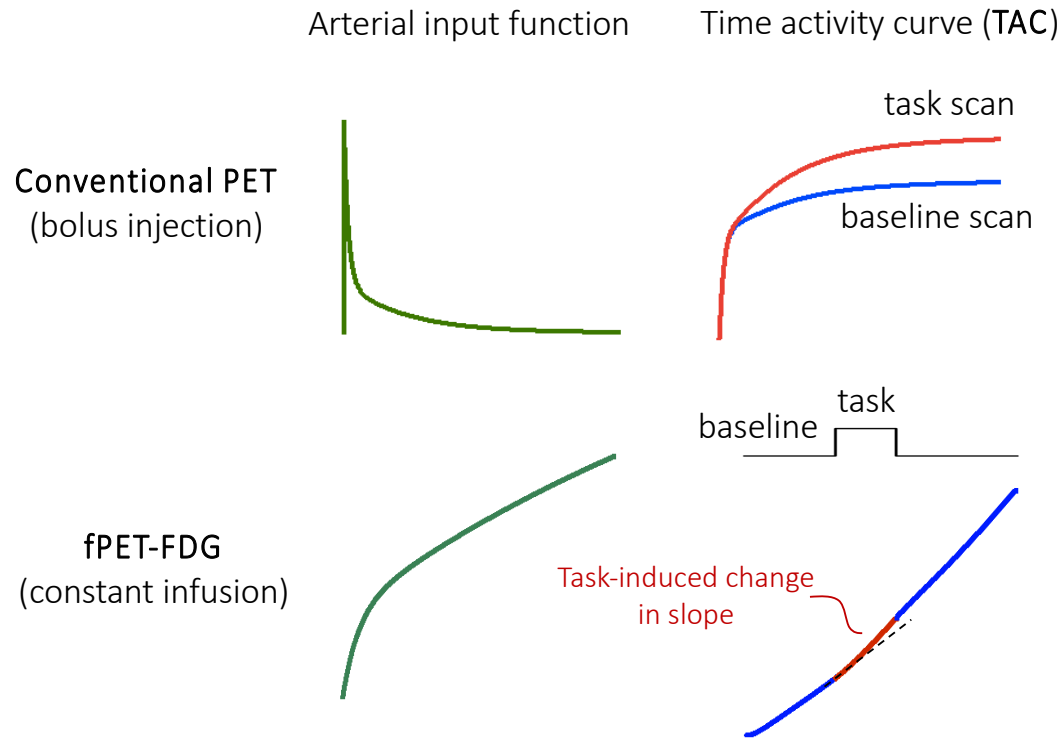 Arterial input function
Time activity curve (TAC)
task scan
Conventional PET
(bolus injection)
baseline scan
task
baseline
fPET-FDG
(constant infusion)
Task-induced change
in slope